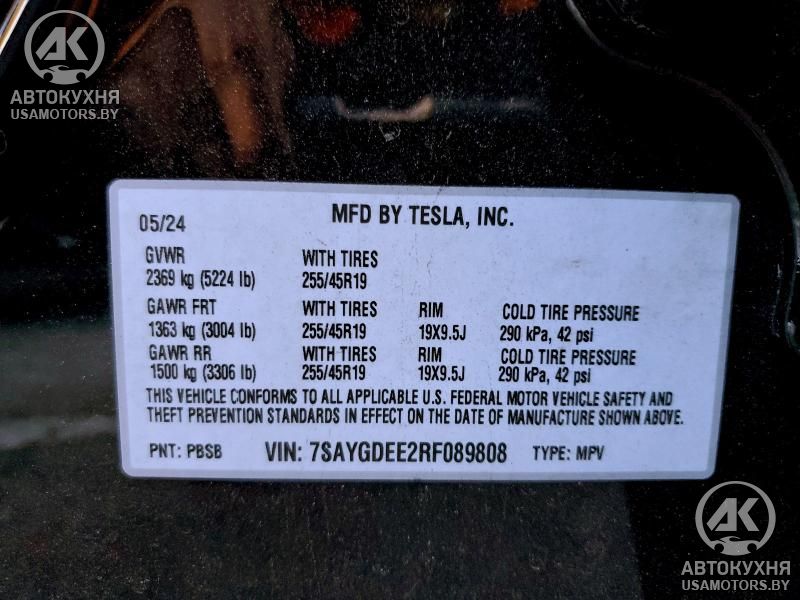 АК
АВТОКУХНЯ
USAMOTORS.BY
05/24 MFD BY TESLA, INC.
GVWR WITH TIRES
2369 kg (5224 lb) 255/45R19
GAWR FRT WITH TIRES RIM COLD TIRE PRESSURE
1363 kg (3004 lb) 255/45R19 19X9.5J 290 kPa, 42 psi
GAWR RR WITH TIRES RIM COLD TIRE PRESSURE
1500 kg (3306 lb) 255/45R19 19X9.5J 290 kPa, 42 psi
THIS VEHICLE CONFORMS TO ALL APPLICABLE U.S. FEDERAL MOTOR VEHICLE SAFETY AND
THEFT PREVENTION STANDARDS IN EFFECT ON THE DATE OF MANUFACTURE SHOWN ABOVE.
PNT: PBSB VIN: 7SAYGDEE2RF089808 TYPE: MPV
АК
АВТОКУХНЯ
USAMOTORS.BY